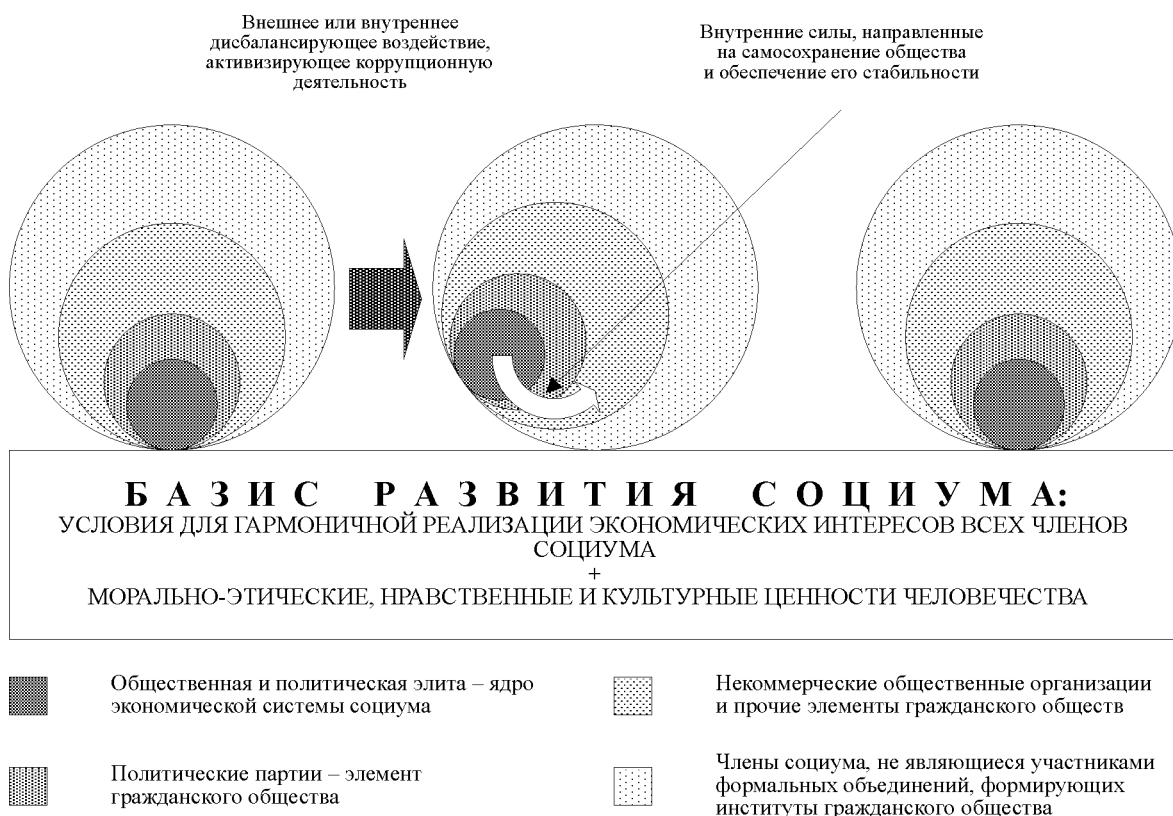 Внешнее или внутреннее
дисбалансирующее воздействие,
активизирующее коррупционную
деятельность
Внутренние силы, направленные
на самосохранение общества
и обеспечение его стабильности
БАЗИС РАЗВИТИЯ СОЦИУМА:
УСЛОВИЯ ДЛЯ ГАРМОНИЧНОЙ РЕАЛИЗАЦИИ ЭКОНОМИЧЕСКИХ ИНТЕРЕСОВ ВСЕХ ЧЛЕНОВ
СОЦИУМА
+
МОРАЛЬНО-ЭТИЧЕСКИЕ, НРАВСТВЕННЫЕ И КУЛЬТУРНЫЕ ЦЕННОСТИ ЧЕЛОВЕЧЕСТВА
Общественная и политическая элита – ядро
экономической системы социума
Политические партии – элемент
гражданского общества
Некоммерческие общественные организации
и прочие элементы гражданского обществ
Члены социума, не являющиеся участниками
формальных объединений, формирующих
институты гражданского общества